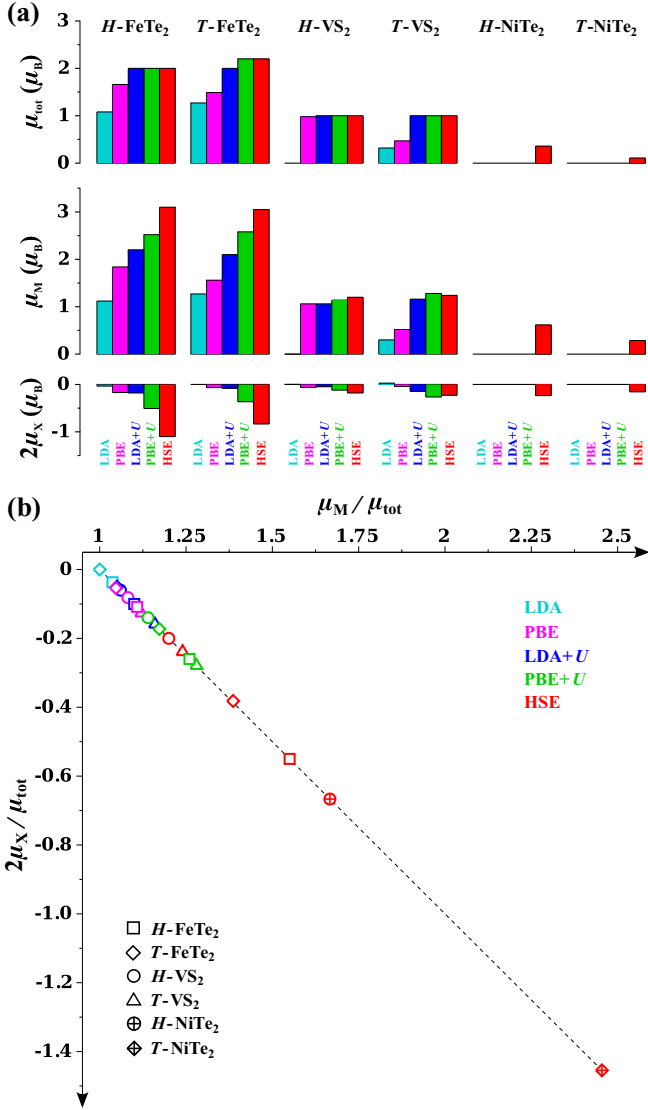 (a)
H-FeTe2 T-FeTe2 H-VS2 T-VS2 H-NiTe2 T-NiTe2
μtot (μB)
3
2
1
0
μM (μB)
3
2
1
0
2μX (μB)
0
-1
LDA PBE LDA+U PBE+U HSE LDA PBE LDA+U PBE+U HSE LDA PBE LDA+U PBE+U HSE LDA PBE LDA+U PBE+U HSE LDA PBE LDA+U PBE+U HSE LDA PBE LDA+U PBE+U HSE
(b)
μM / μtot
1 1.25 1.5 1.75 2 2.25 2.5
2μX / μtot
0
-0.2
-0.4
-0.6
-0.8
-1.0
-1.2
-1.4
LDA
PBE
LDA+U
PBE+U
HSE
H-FeTe2
T-FeTe2
H-VS2
T-VS2
H-NiTe2
T-NiTe2